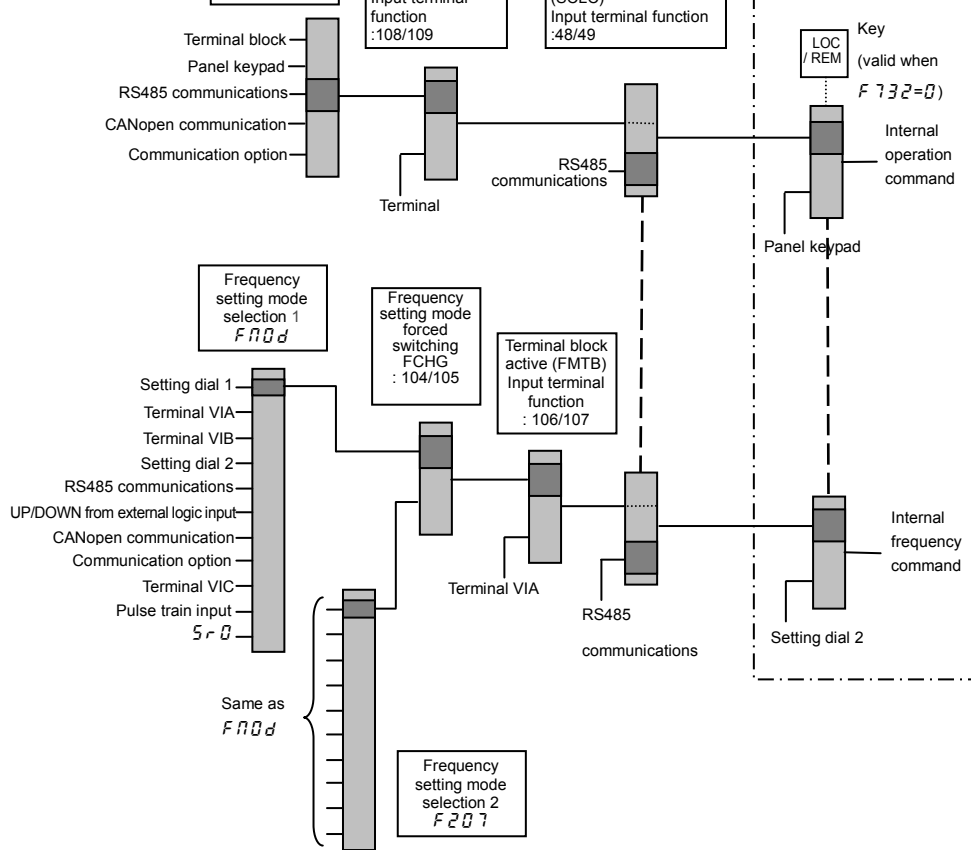 Input terminal
function
:108/109
Input terminal function
:48/49
Terminal block
Panel keypad
RS485 communications
CANopen communication
Communication option
Terminal
RS485
communications
LOC
/ REM
Key
(valid when
F732=0)
Internal
operation
command
Panel keypad
Frequency
setting mode
selection 1
FMOd
Frequency
setting mode
forced
switching
FCHG
: 104/105
Terminal block
active (FMTB)
Input terminal
function
: 106/107
Setting dial 1
Terminal VIA
Terminal VIB
Setting dial 2
RS485 communications
UP/DOWN from external logic input
CANopen communication
Communication option
Terminal VIC
Pulse train input
Sr0
Terminal VIA
RS485
communications
Internal
frequency
command
Setting dial 2
Same as
FMOd
Frequency
setting mode
selection 2
F207